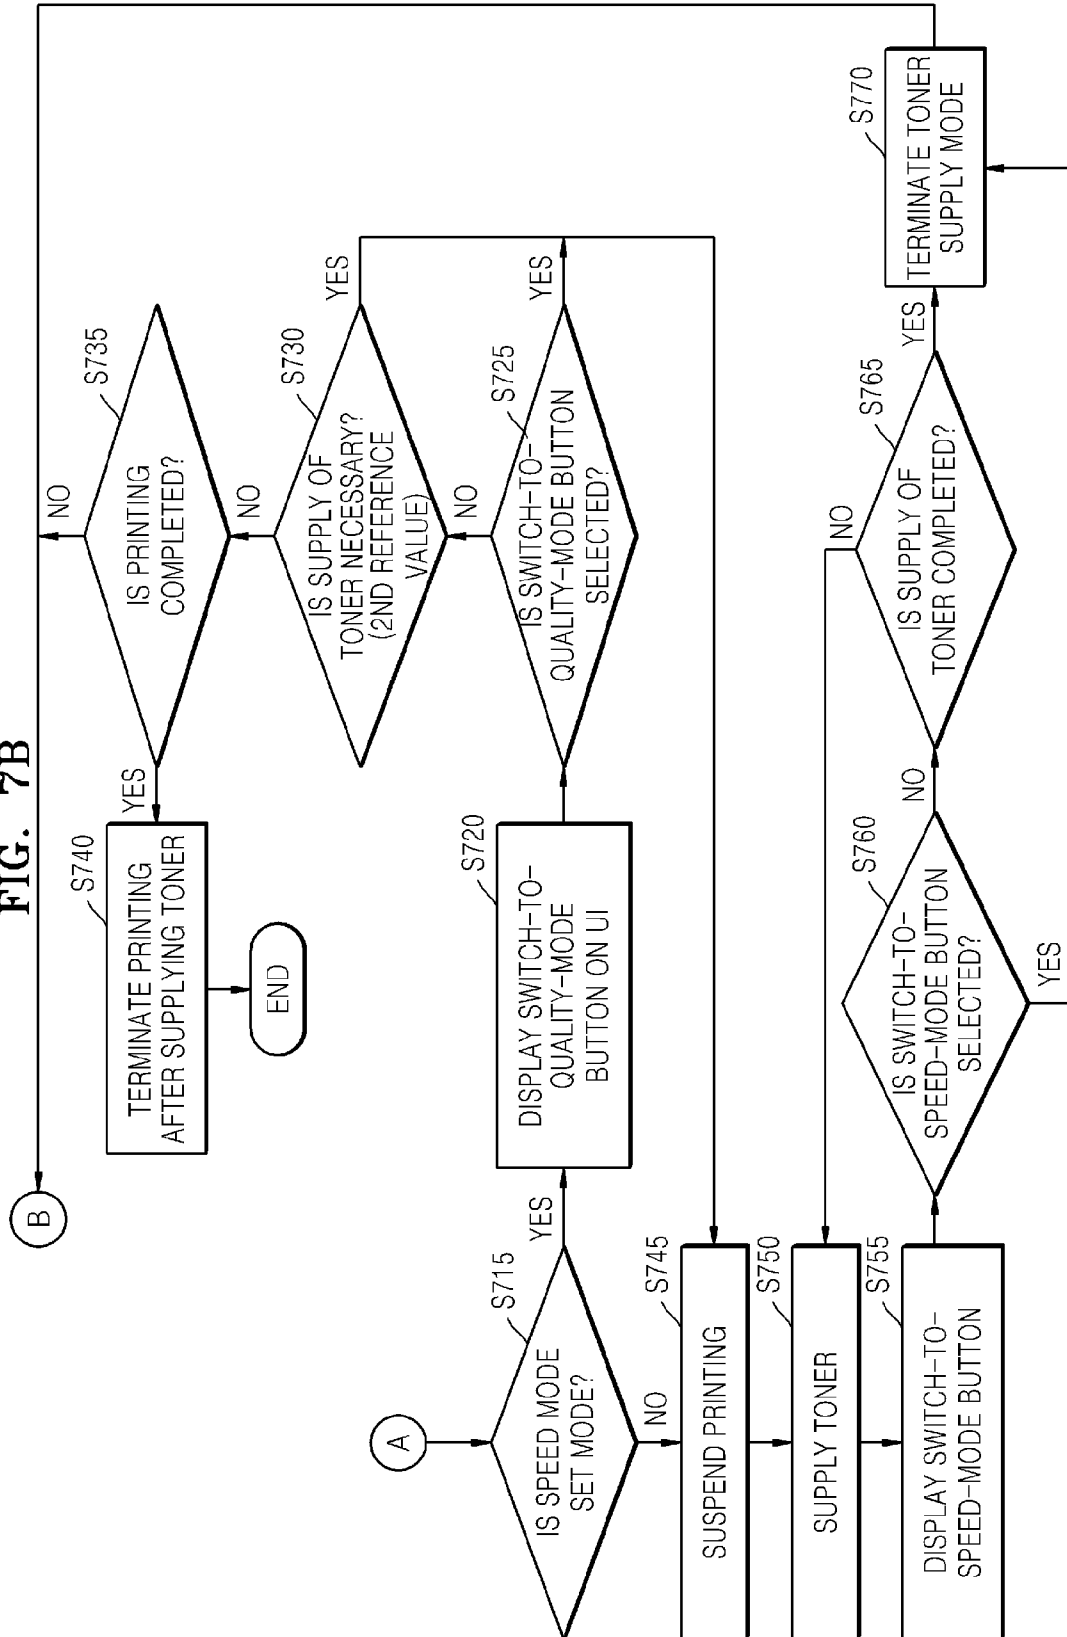 FIG. 7B
A
S715
IS SPEED MODE
SET MODE?
YES
NO
S720
DISPLAY SWITCH-TO-
QUALITY-MODE
BUTTON ON UI
S725
IS SWITCH-TO-
QUALITY-MODE BUTTON
SELECTED?
YES
NO
S730
IS SUPPLY OF
TONER NECESSARY?
(2ND REFERENCE
VALUE)
YES
NO
S735
IS PRINTING
COMPLETED?
NO
YES
S740
TERMINATE PRINTING
AFTER SUPPLYING TONER
END
B
S745
SUSPEND PRINTING
S750
SUPPLY TONER
S755
DISPLAY SWITCH-TO-
SPEED-MODE BUTTON
S760
IS SWITCH-TO-
SPEED-MODE BUTTON
SELECTED?
NO
YES
S765
IS SUPPLY OF
TONER COMPLETED?
NO
YES
S770
TERMINATE TONER
SUPPLY MODE